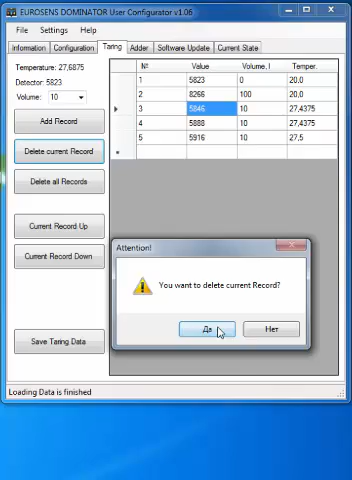 EUROSENS DOMINATOR User Configurator v1.06
File Settings Help
Information Configuration Taring Adder Software Update Current State
Temperature: 27,6875
Detector: 5823
Volume: 10
Add Record
Delete current Record
Delete all Records
Current Record Up
Current Record Down
Save Taring Data
№ Value Volume, l Temper.
1 5823 0 20,0
2 8266 100 20,0
3 5846 10 27,4375
4 5888 10 27,4375
5 5916 10 27,5
Attention!
You want to delete current Record?
Да Нет
Loading Data is finished